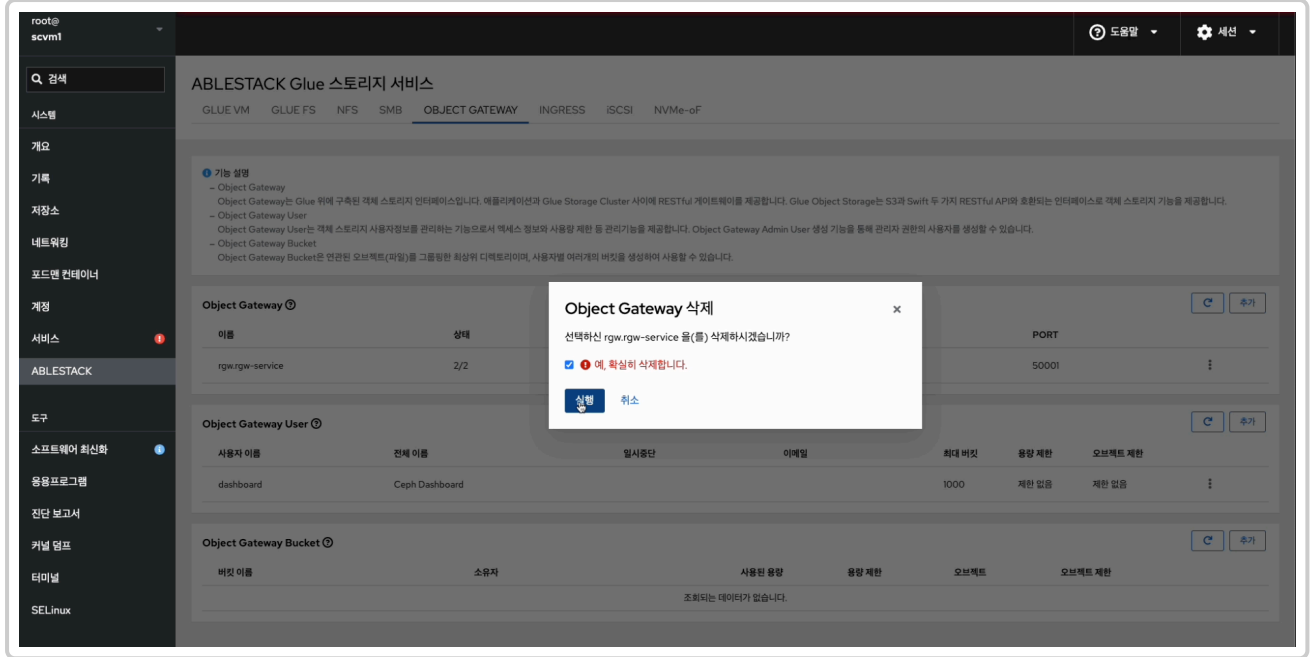 root@
scvm1
도움말
세션
검색
시스템
개요
기록
저장소
네트워킹
포드맨 컨테이너
계정
서비스
ABLESTACK
도구
소프트웨어 최신화
응용프로그램
진단 보고서
커널 덤프
터미널
SELinux
ABLESTACK Glue 스토리지 서비스
GLUE VM GLUE FS NFS SMB OBJECT GATEWAY INGRESS iSCSI NVMe-oF
기능 설명
– Object Gateway
Object Gateway는 Glue 위에 구축된 객체 스토리지 인터페이스입니다. 애플리케이션과 Glue Storage Cluster 사이에 RESTful 게이트웨이를 제공합니다. Glue Object Storage는 S3과 Swift 두 가지 RESTful API와 호환되는 인터페이스로 객체 스토리지 기능을 제공합니다.
– Object Gateway User
Object Gateway User는 객체 스토리지 사용자정보를 관리하는 기능으로서 엑세스 정보와 사용량 제한 등 관리기능을 제공합니다. Object Gateway Admin User 생성 기능을 통해 관리자 권한의 사용자를 생성할 수 있습니다.
– Object Gateway Bucket
Object Gateway Bucket은 연관된 오브젝트(파일)를 그룹핑한 최상위 디렉토리이며, 사용자별 여러개의 버킷을 생성하여 사용할 수 있습니다.
Object Gateway
추가
이름 상태 PORT
rgw.rgw-service 2/2 50001
Object Gateway 삭제
선택하신 rgw.rgw-service 을(를) 삭제하시겠습니까?
예, 확실히 삭제합니다.
실행 취소
Object Gateway User
추가
사용자 이름 전체 이름 일시중단 이메일 최대 버킷 용량 제한 오브젝트 제한
dashboard Ceph Dashboard 1000 제한 없음 제한 없음
Object Gateway Bucket
추가
버킷 이름 소유자 사용된 용량 용량 제한 오브젝트 오브젝트 제한
조회되는 데이터가 없습니다.